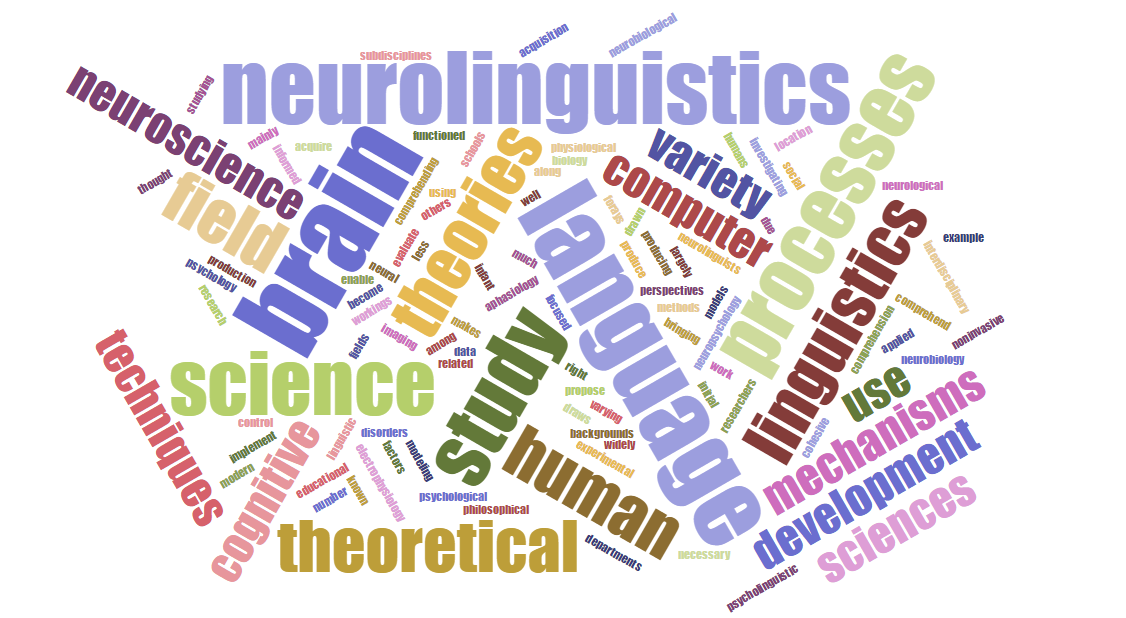 acquisition
neurobiological
subdisciplines
neurolinguistics
processes
neuroscience
studying
mainly
informed
acquire
brain
functioned
schools
theories
physiological
biology
along
variety
humans
investigating
location
social
computer
neurological
thought
field
comprehending
using
others
well
language
forays
drawn
due
linguistics
example
interdisciplinary
production
psychology
research
evaluate
less
neural
enable
become
workings
infant
much
aphasiology
produce
producing
largely
neurolinguists
perspectives
methods
models
bringing
neuropsychology
comprehend
comprehension
applied
noninvasive
neurobiology
fields
imaging
among
makes
data
related
focused
study
techniques
science
right
propose
draws
varying
work
initial
researchers
use
mechanisms
control
implement
modern
cognitive
linguistic
disorders
factors
modeling
electrophysiology
educational
number
known
backgrounds
widely
experimental
cohesive
psychological
philosophical
human
theoretical
departments
necessary
development
sciences
psycholinguistic